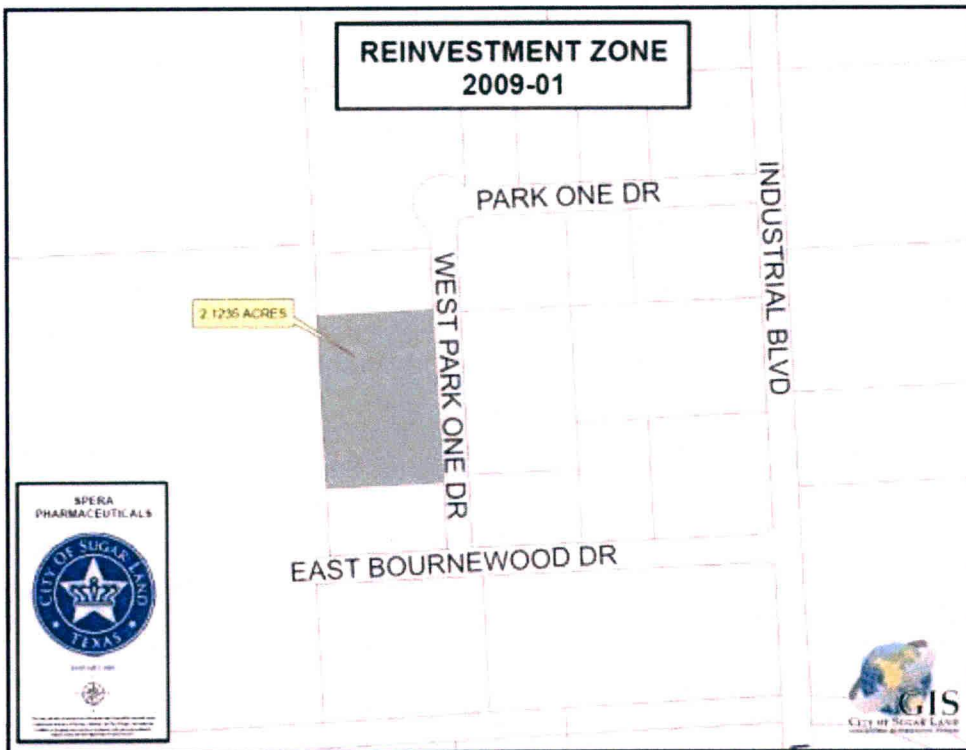 REINVESTMENT ZONE
2009-01
PARK ONE DR
INDUSTRIAL BLVD
WEST PARK ONE DR
2.1236 ACRES
EAST BOURNEWOOD DR
SPERA
PHARMACEUTICALS
CITY OF SUGAR LAND
TEXAS
GIS
CITY OF SUGAR LAND